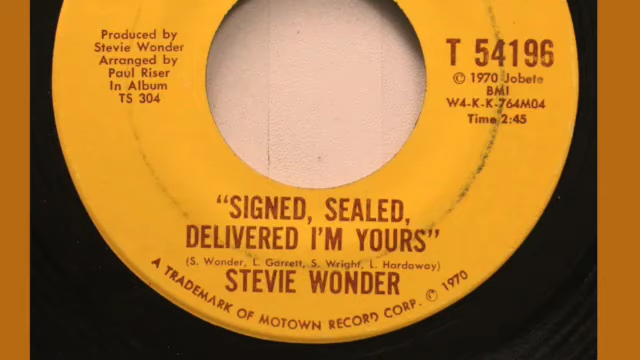 Produced by
Stevie Wonder
Arranged by
Paul Riser
In Album
TS 304
T 54196
© 1970 Jobete
BMI
W4-K-K-764M04
Time 2:45
“SIGNED, SEALED,
DELIVERED I'M YOURS”
(S. Wonder, L. Garrett, S. Wright, L. Hardaway)
STEVIE WONDER
A TRADEMARK OF MOTOWN RECORD CORP. © 1970